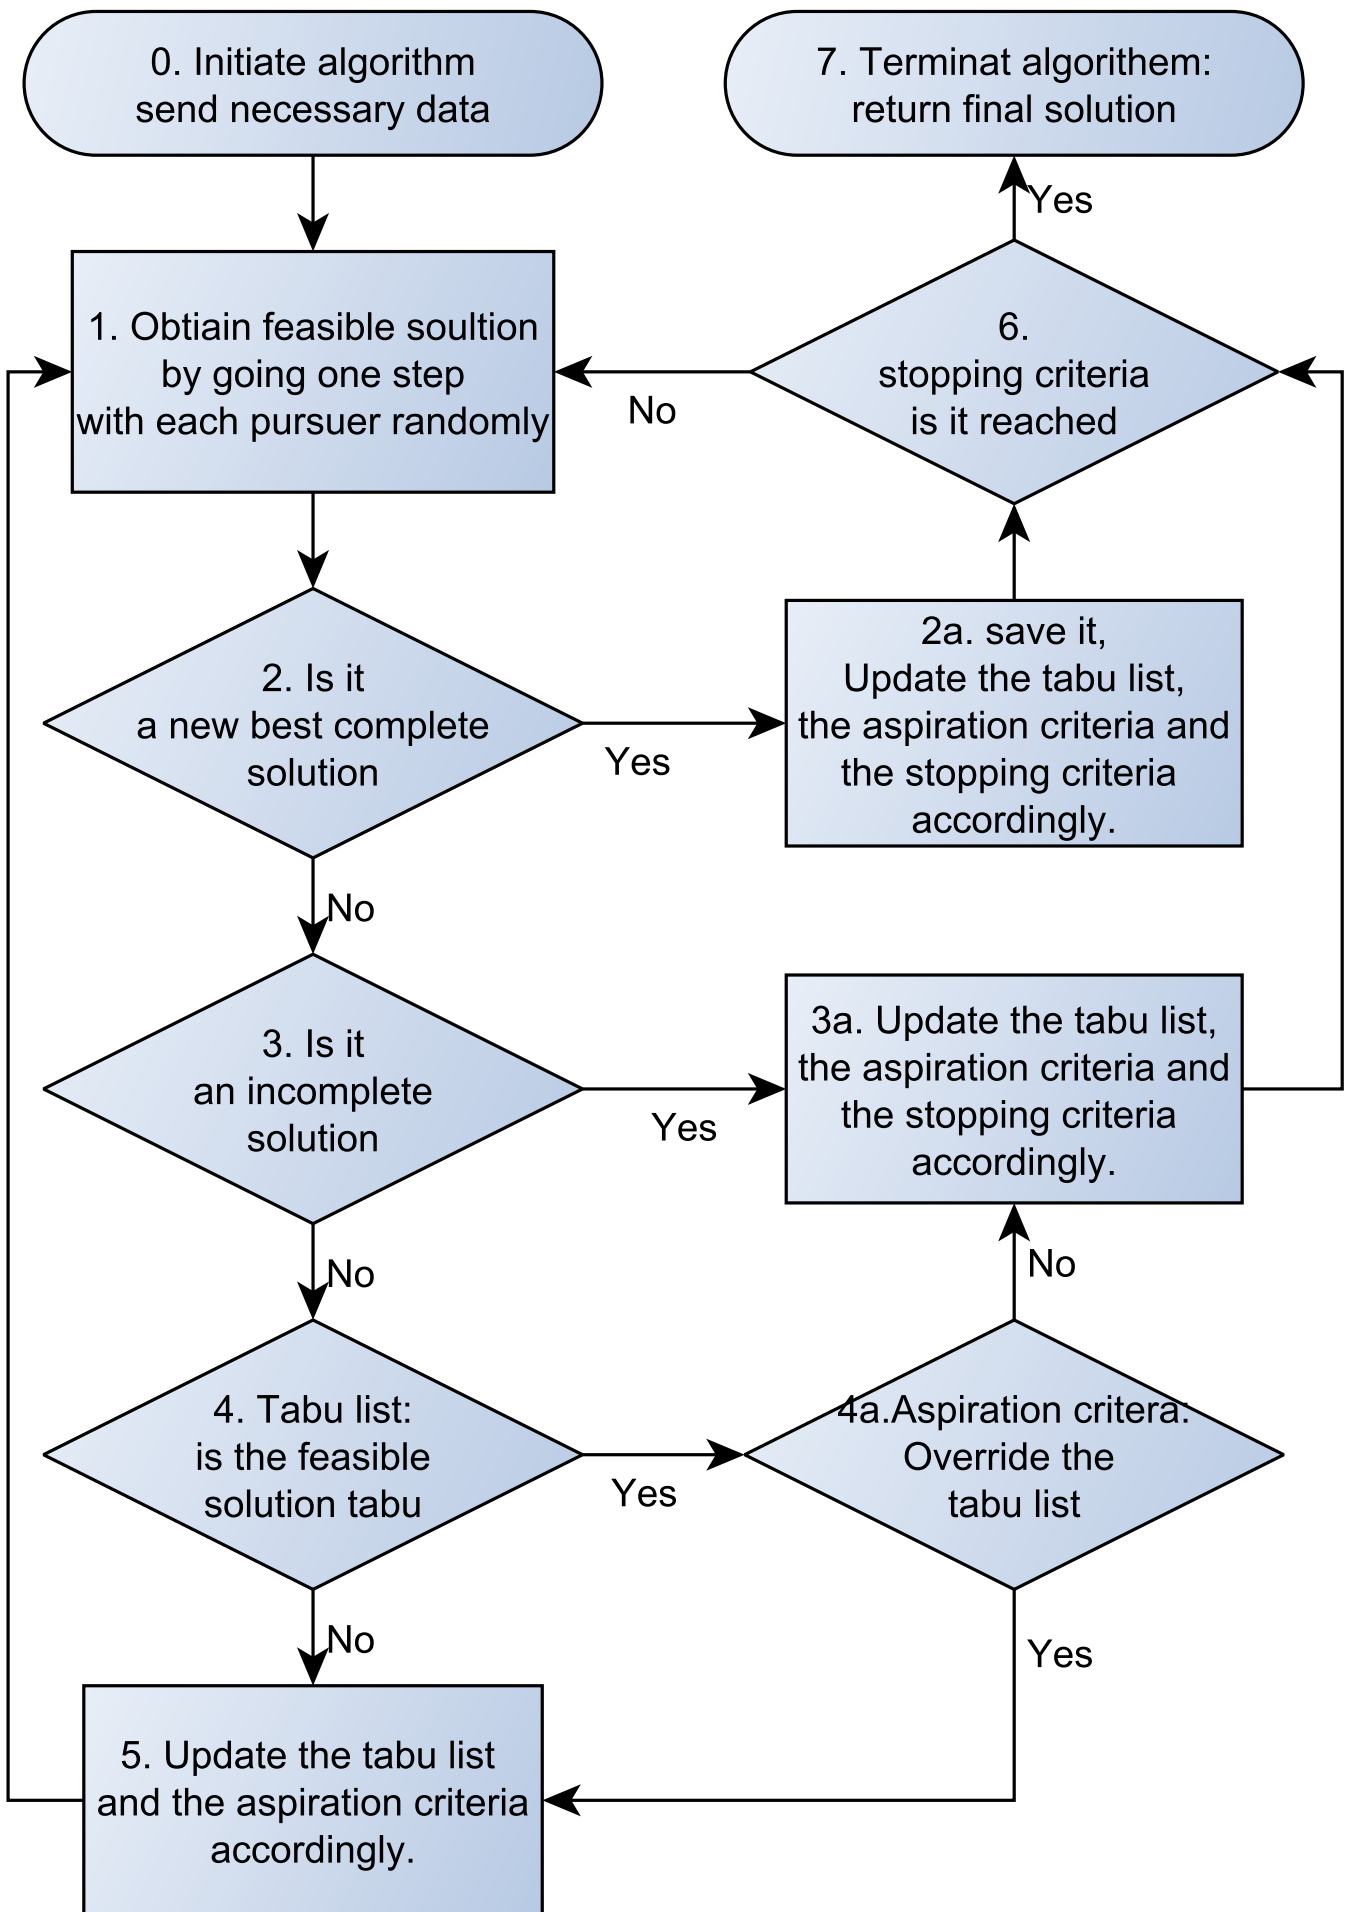 0. Initiate algorithm
send necessary data
7. Terminat algorithem:
return final solution
Yes
1. Obtiain feasible soultion
by going one step
with each pursuer randomly
No
6.
stopping criteria
is it reached
2. Is it
a new best complete
solution
Yes
2a. save it,
Update the tabu list,
the aspiration criteria and
the stopping criteria
accordingly.
No
3. Is it
an incomplete
solution
Yes
3a. Update the tabu list,
the aspiration criteria and
the stopping criteria
accordingly.
No
No
4. Tabu list:
is the feasible
solution tabu
Yes
4a.Aspiration critera:
Override the
tabu list
No
Yes
5. Update the tabu list
and the aspiration criteria
accordingly.